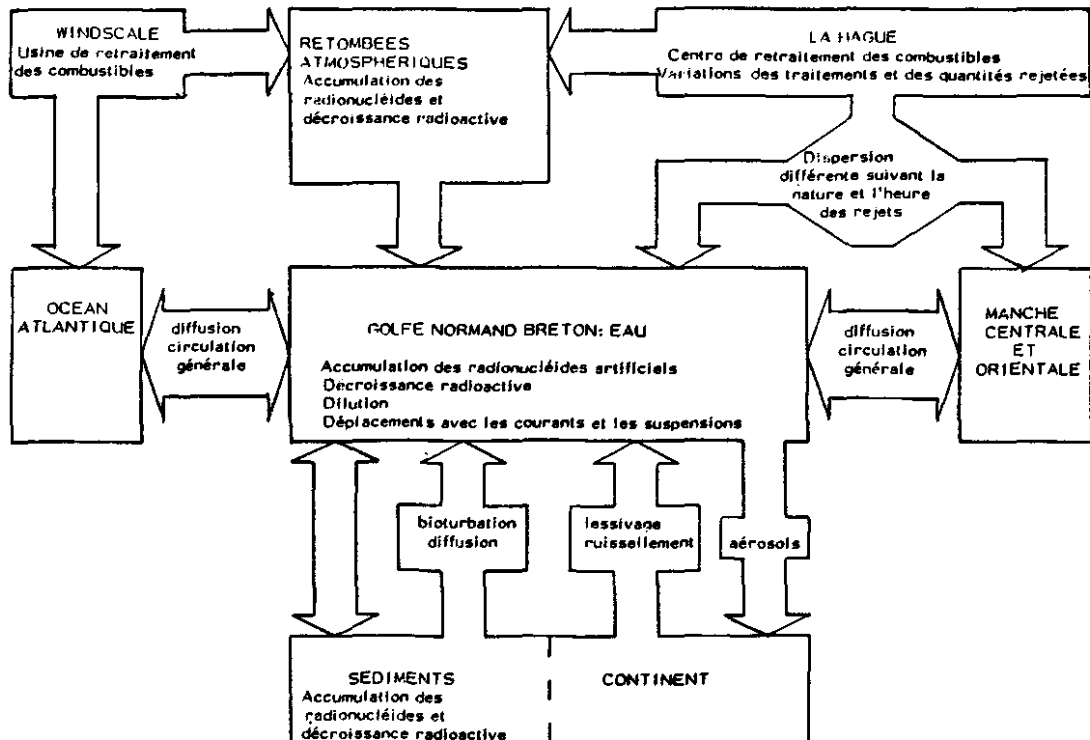 WINDSCALE
Usine de retraitement
des combustibles
RETOMBEES
ATMOSPHERIQUES
Accumulation des
radionucléides et
décroissance radioactive
LA HAGUE
Centro de retraitement des combustibles
Variations des traitements et des quantités rejetées
Dispersion
différente suivant la
nature et l'heure
des rejets
OCEAN
ATLANTIQUE
diffusion
circulation
générale
GOLFE NORMAND BRETON: EAU
Accumulation des radionucléides artificiels
Décroissance radioactive
Dilution
Déplacements avec les courants et les suspensions
diffusion
circulation
générale
MANCHE
CENTRALE
ET
ORIENTALE
bioturbation
diffusion
lessivage
ruissellement
aérosols
SEDIMENTS
Accumulation des
radionucléides et
décroissance radioactive
CONTINENT